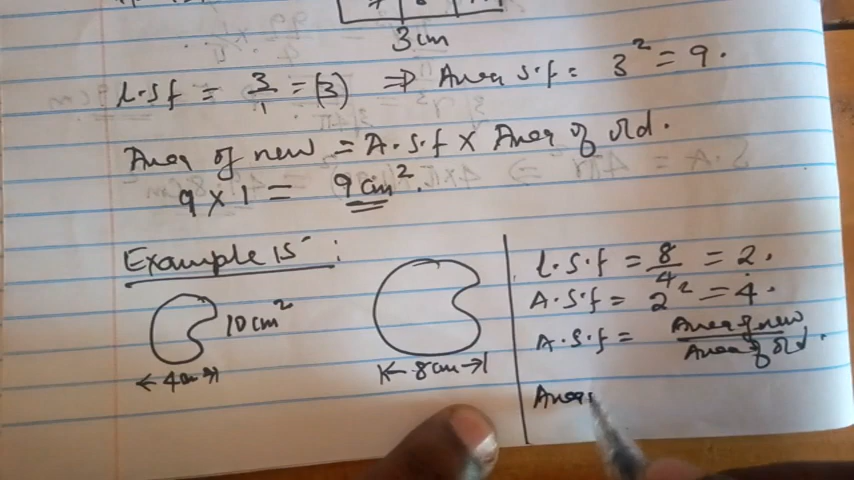 3cm
L.S.f = 3/1 = (3) ⇒ Area s.f = 3² = 9.
Area of new = A.S.f x Area of old.
9 x 1 = 9cm².
Example 15:
10cm²
4cm
8cm
L.S.f = 8/4 = 2.
A.S.f = 2² = 4.
A.S.f = Area of new / Area of old.
Area